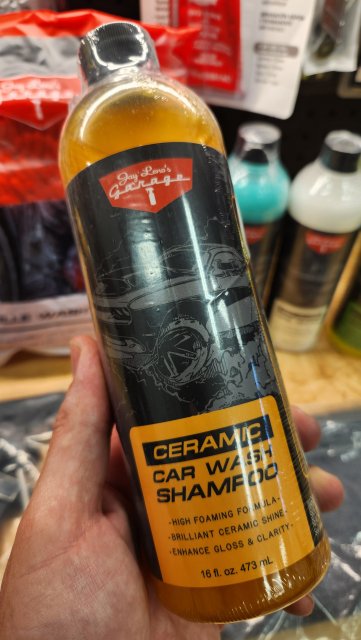 Jay Leno's
Garage
CERAMIC
CAR WASH
SHAMPOO
-HIGH FOAMING FORMULA-
-BRILLIANT CERAMIC SHINE-
-ENHANCE GLOSS & CLARITY-
16 fl. oz. 473 mL